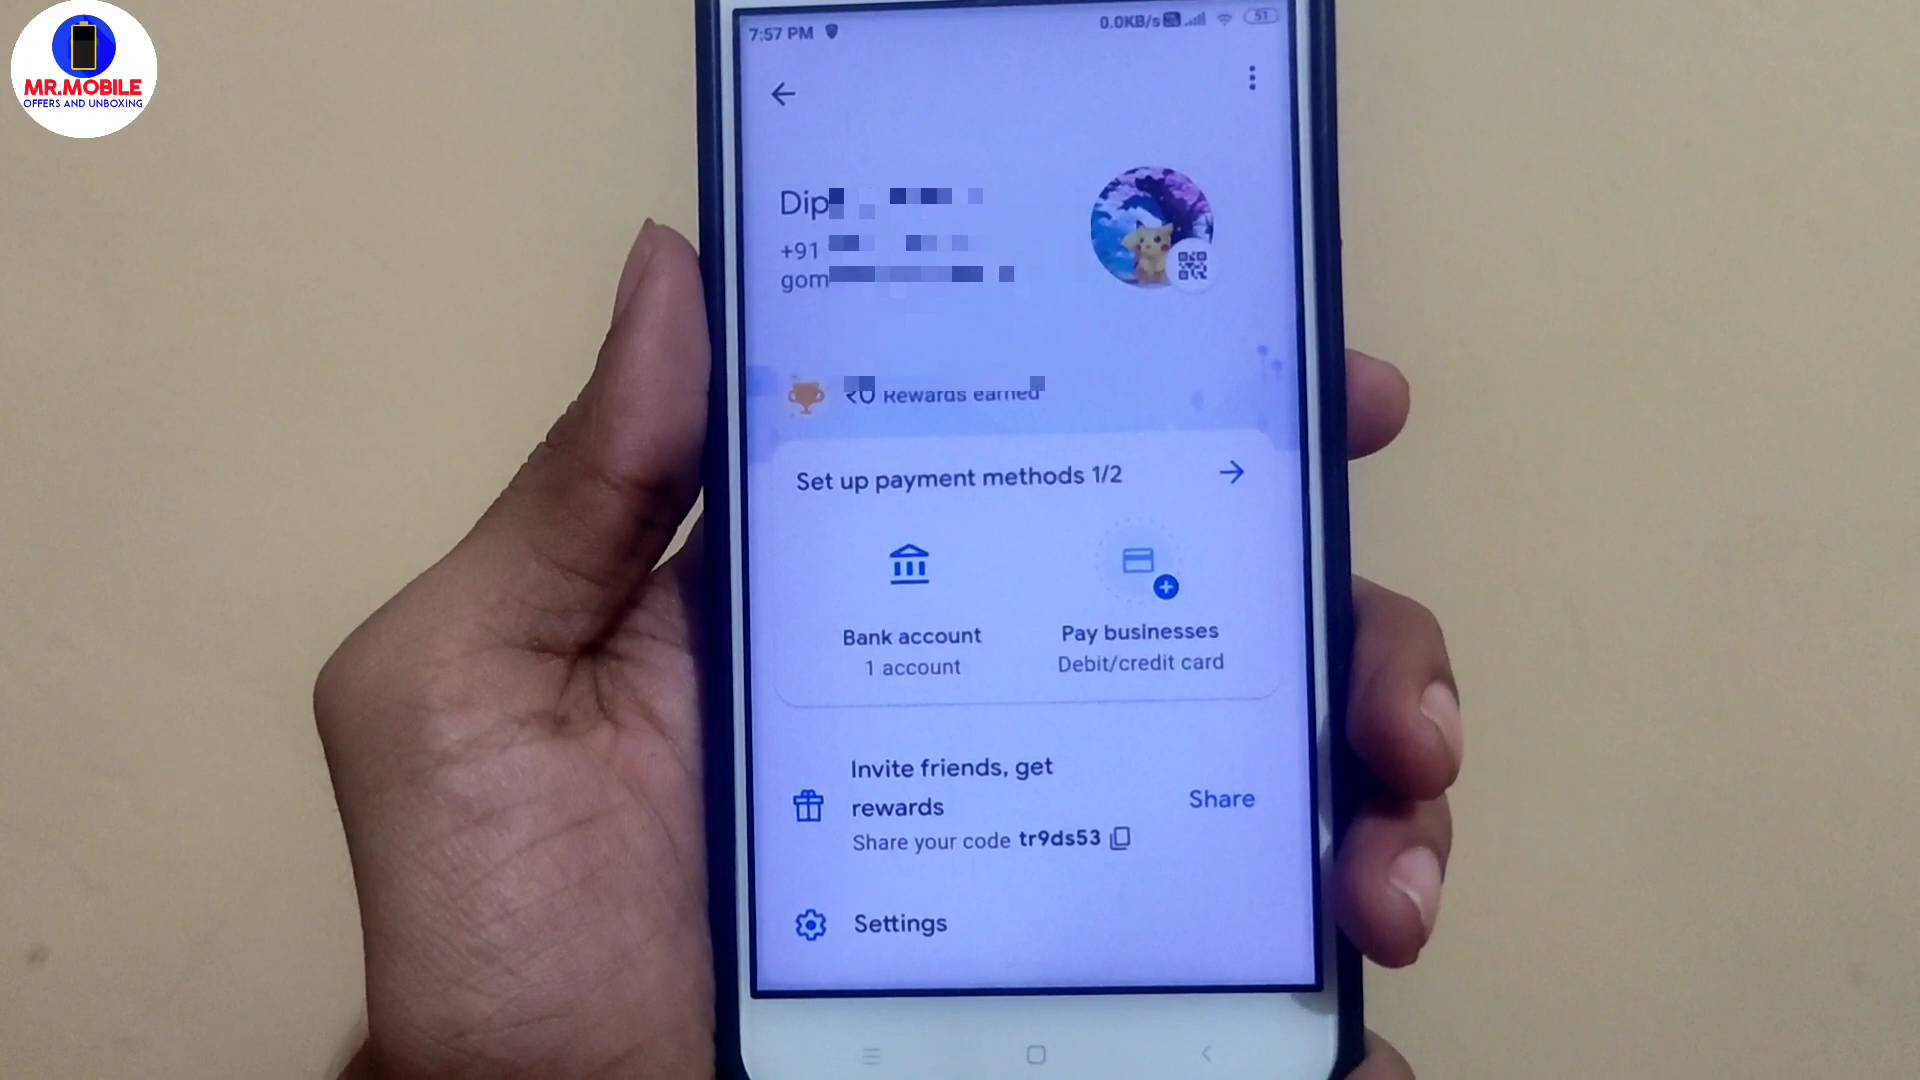 MR.MOBILE
OFFERS AND UNBOXING
7:57 PM
0.0KB/s
51
Dip
+91
gom
₹0 Rewards earned
Set up payment methods 1/2
Bank account
1 account
Pay businesses
Debit/credit card
Invite friends, get
rewards
Share
Share your code tr9ds53
Settings